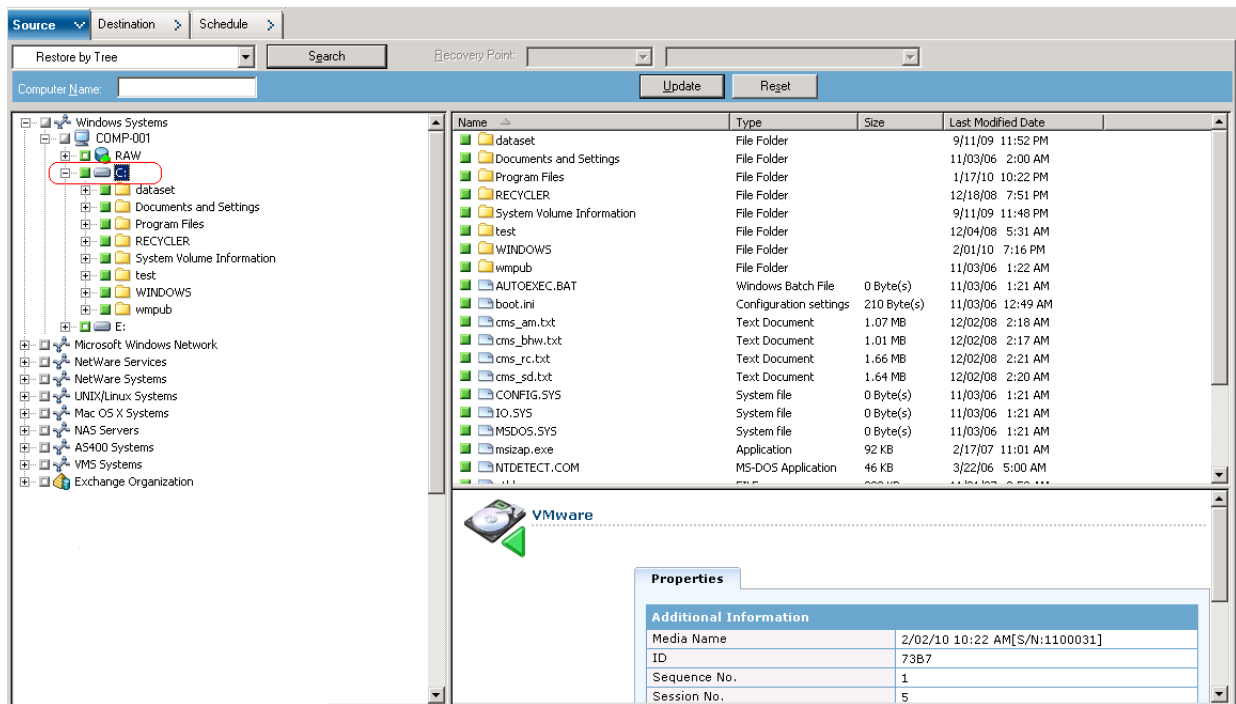 Source Destination Schedule
Restore by Tree Search Recovery Point:
Computer Name: Update Reset
Windows Systems
COMP-001
RAW
C:
dataset
Documents and Settings
Program Files
RECYCLER
System Volume Information
test
WINDOWS
wmpub
E:
Microsoft Windows Network
NetWare Services
NetWare Systems
UNIX/Linux Systems
Mac OS X Systems
NAS Servers
AS400 Systems
VMS Systems
Exchange Organization
Name Type Size Last Modified Date
dataset File Folder 9/11/09 11:52 PM
Documents and Settings File Folder 11/03/06 2:00 AM
Program Files File Folder 1/17/10 10:22 PM
RECYCLER File Folder 12/18/08 7:51 PM
System Volume Information File Folder 9/11/09 11:48 PM
test File Folder 12/04/08 5:31 AM
WINDOWS File Folder 2/01/10 7:16 PM
wmpub File Folder 11/03/06 1:22 AM
AUTOEXEC.BAT Windows Batch File 0 Byte(s) 11/03/06 1:21 AM
boot.ini Configuration settings 210 Byte(s) 11/03/06 12:49 AM
cms_am.txt Text Document 1.07 MB 12/02/08 2:18 AM
cms_bhw.txt Text Document 1.01 MB 12/02/08 2:17 AM
cms_rc.txt Text Document 1.66 MB 12/02/08 2:21 AM
cms_sd.txt Text Document 1.64 MB 12/02/08 2:20 AM
CONFIG.SYS System file 0 Byte(s) 11/03/06 1:21 AM
IO.SYS System file 0 Byte(s) 11/03/06 1:21 AM
MSDOS.SYS System file 0 Byte(s) 11/03/06 1:21 AM
msizap.exe Application 92 KB 2/17/07 11:01 AM
NTDETECT.COM MS-DOS Application 46 KB 3/22/06 5:00 AM
VMware
Properties
Additional Information
Media Name 2/02/10 10:22 AM[S/N:1100031]
ID 73B7
Sequence No. 1
Session No. 5